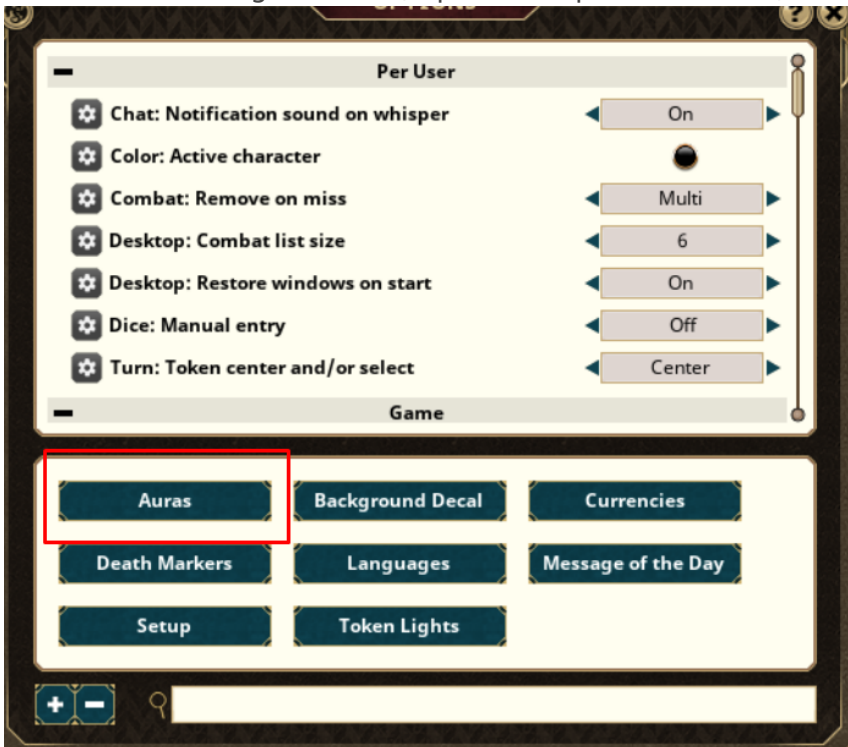 OPTIONS
Per User
Chat: Notification sound on whisper On
Color: Active character
Combat: Remove on miss Multi
Desktop: Combat list size 6
Desktop: Restore windows on start On
Dice: Manual entry Off
Turn: Token center and/or select Center
Game
Auras Background Decal Currencies
Death Markers Languages Message of the Day
Setup Token Lights